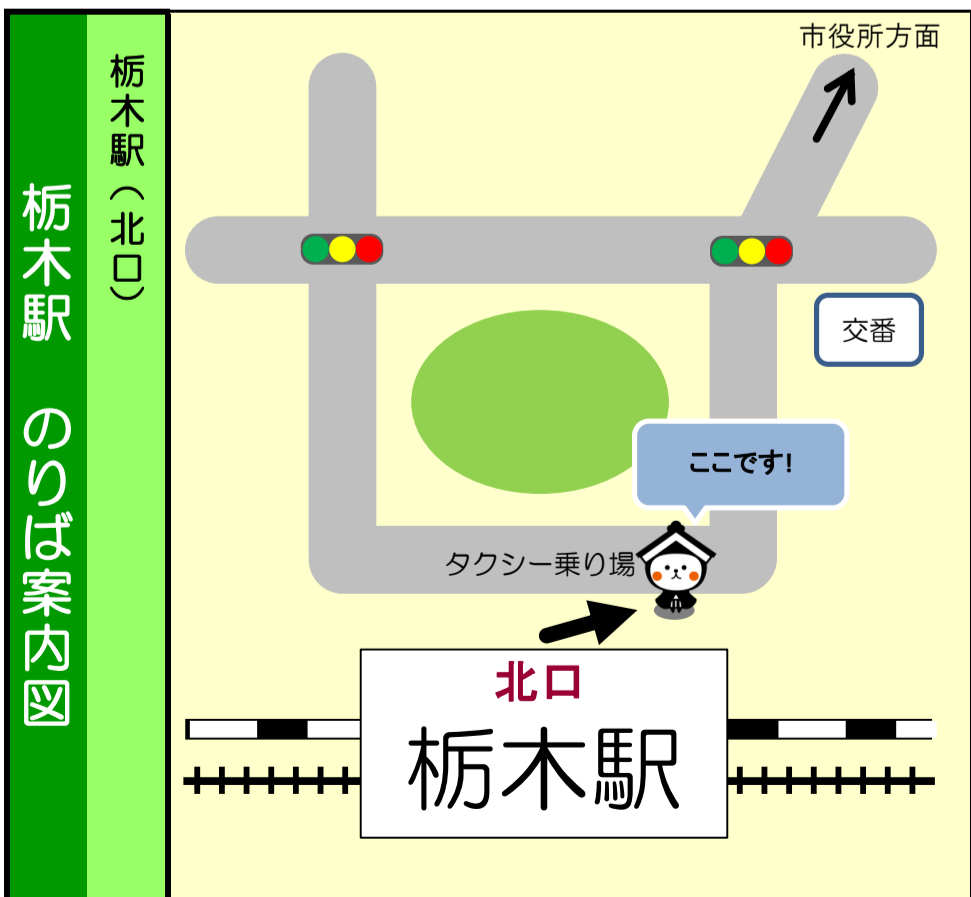 栃木駅 のりば案内図
栃木駅（北口）
市役所方面
交番
ここです!
タクシー乗り場
北口
栃木駅